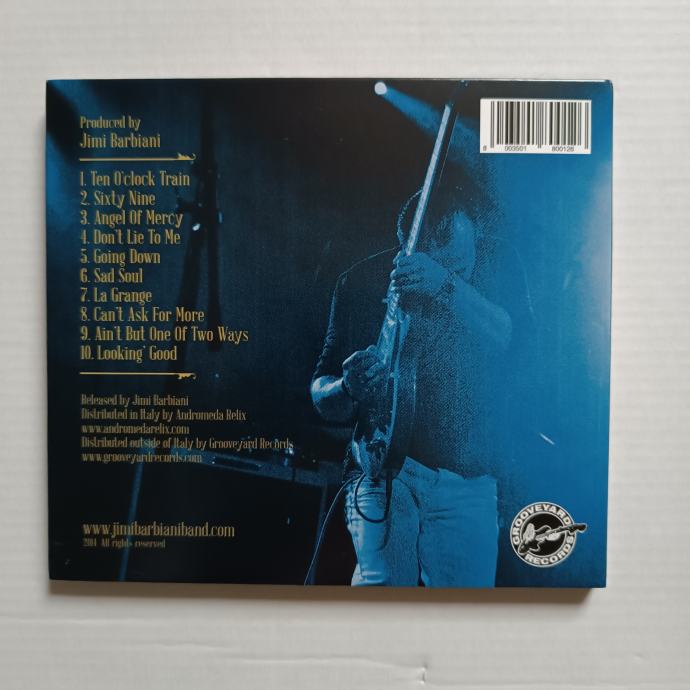 Produced by
Jimi Barbiani
1. Ten O'clock Train
2. Sixty Nine
3. Angel Of Mercy
4. Don't Lie To Me
5. Going Down
6. Sad Soul
7. La Grange
8. Can't Ask For More
9. Ain't But One Of Two Ways
10. Looking' Good
Released by Jimi Barbiani
Distributed in Italy by Andromeda Relix
www.andromedarelix.com
Distributed outside of Italy by Grooveyard Records
www.grooveyardrecords.com
www.jimibarbianiband.com
2014 All rights reserved
8 003501 800126
GROOVEYARD
RECORDS